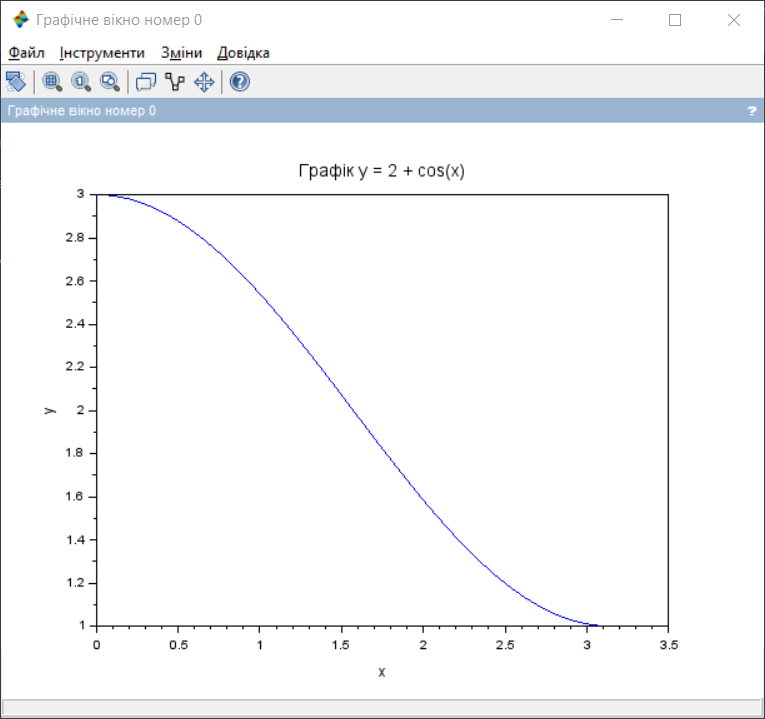 Графічне вікно номер 0
Файл Інструменти Зміни Довідка
Графічне вікно номер 0 ?
Графік y = 2 + cos(x)
3
2.8
2.6
2.4
2.2
2
1.8
1.6
1.4
1.2
1
y
0 0.5 1 1.5 2 2.5 3 3.5
x